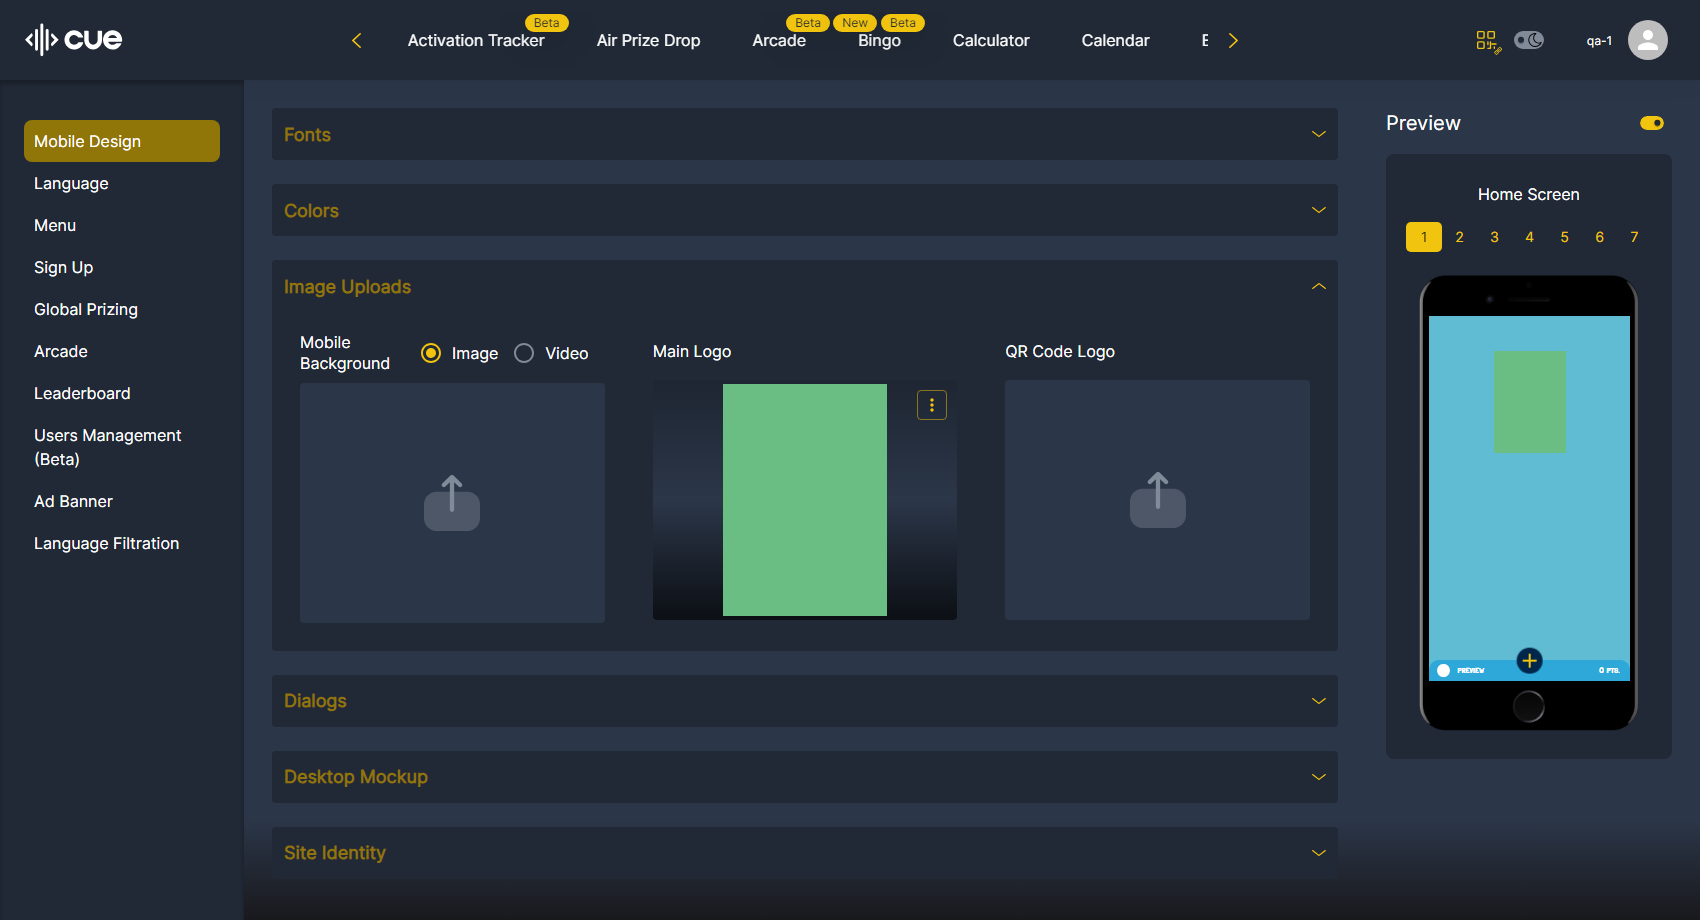 cue
Beta
Beta
New
Beta
Activation Tracker
Air Prize Drop
Arcade
Bingo
Calculator
Calendar
qa-1
Mobile Design
Language
Menu
Sign Up
Global Prizing
Arcade
Leaderboard
Users Management
(Beta)
Ad Banner
Language Filtration
Fonts
Colors
Image Uploads
Mobile
Background
Image
Video
Main Logo
QR Code Logo
Dialogs
Desktop Mockup
Site Identity
Preview
Home Screen
1 2 3 4 5 6 7
PREVIEW
0 PTS.